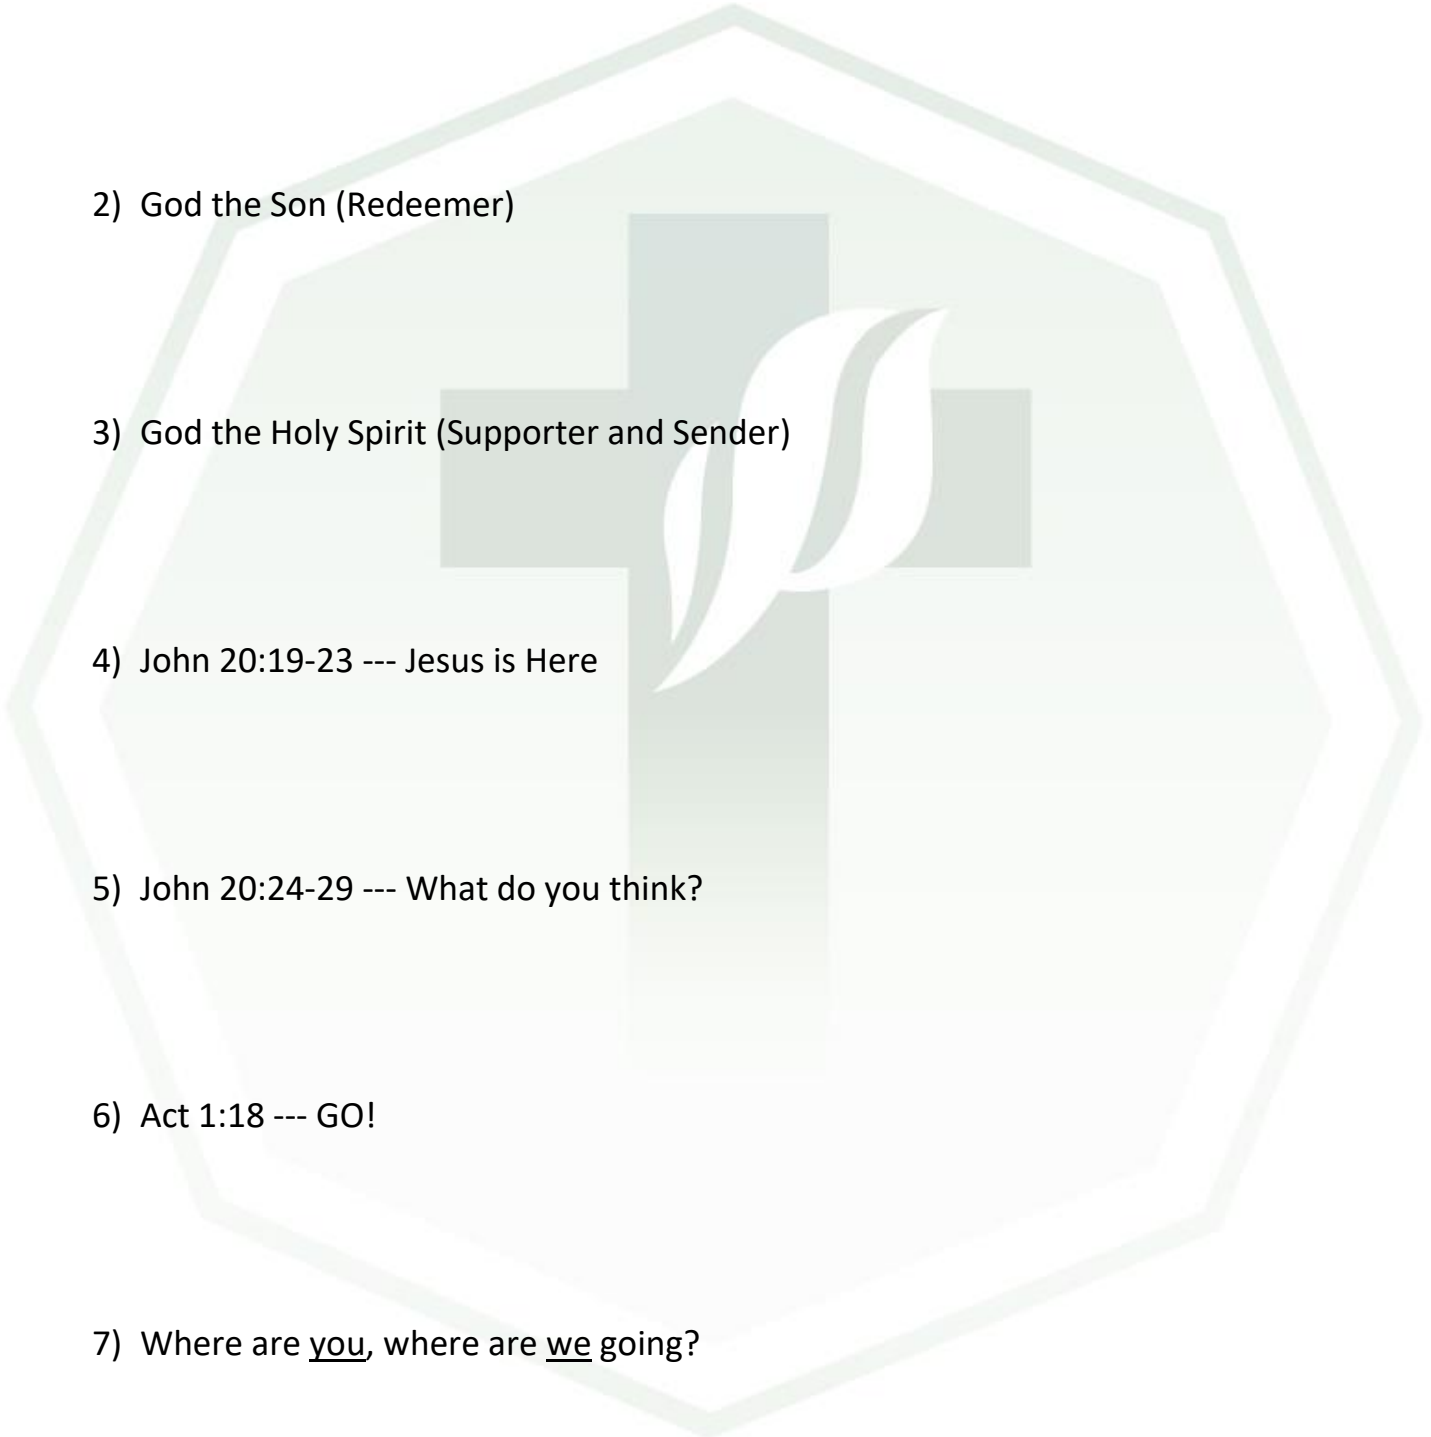 2) God the Son (Redeemer)
3) God the Holy Spirit (Supporter and Sender)
4) John 20:19-23 --- Jesus is Here
5) John 20:24-29 --- What do you think?
6) Act 1:18 --- GO!
7) Where are you, where are we going?